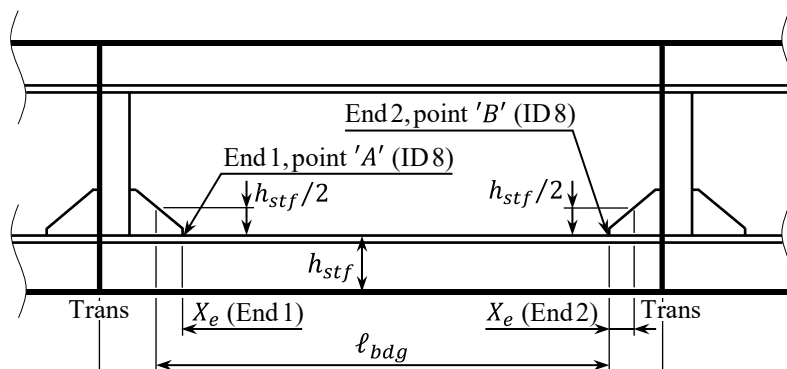 End 2, point 'B' (ID 8)
End 1, point 'A' (ID 8)
h_stf/2
h_stf/2
h_stf
Trans
X_e (End 1)
X_e (End 2)
Trans
ℓ_bdg